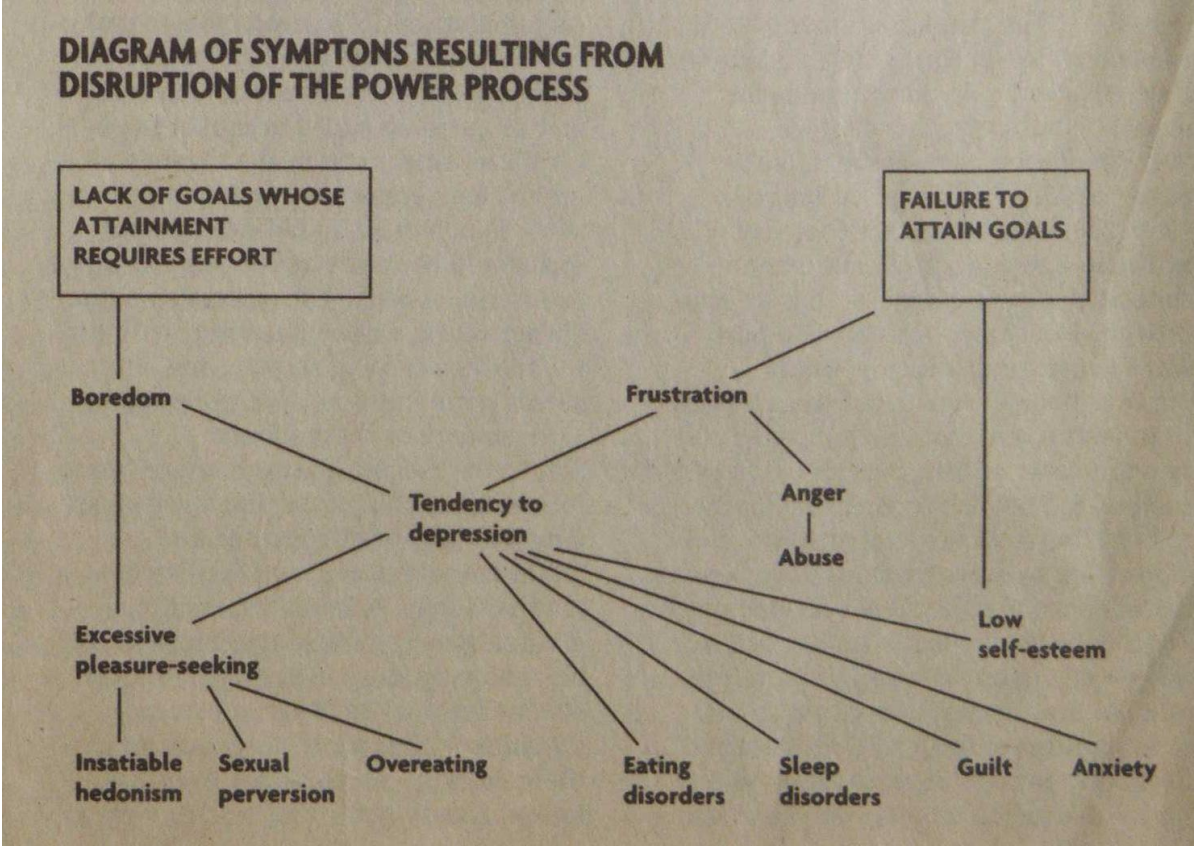 DIAGRAM OF SYMPTONS RESULTING FROM
DISRUPTION OF THE POWER PROCESS
LACK OF GOALS WHOSE
ATTAINMENT
REQUIRES EFFORT
FAILURE TO
ATTAIN GOALS
Boredom
Frustration
Tendency to
depression
Anger
Abuse
Low
self-esteem
Excessive
pleasure-seeking
Insatiable
hedonism
Sexual
perversion
Overeating
Eating
disorders
Sleep
disorders
Guilt
Anxiety